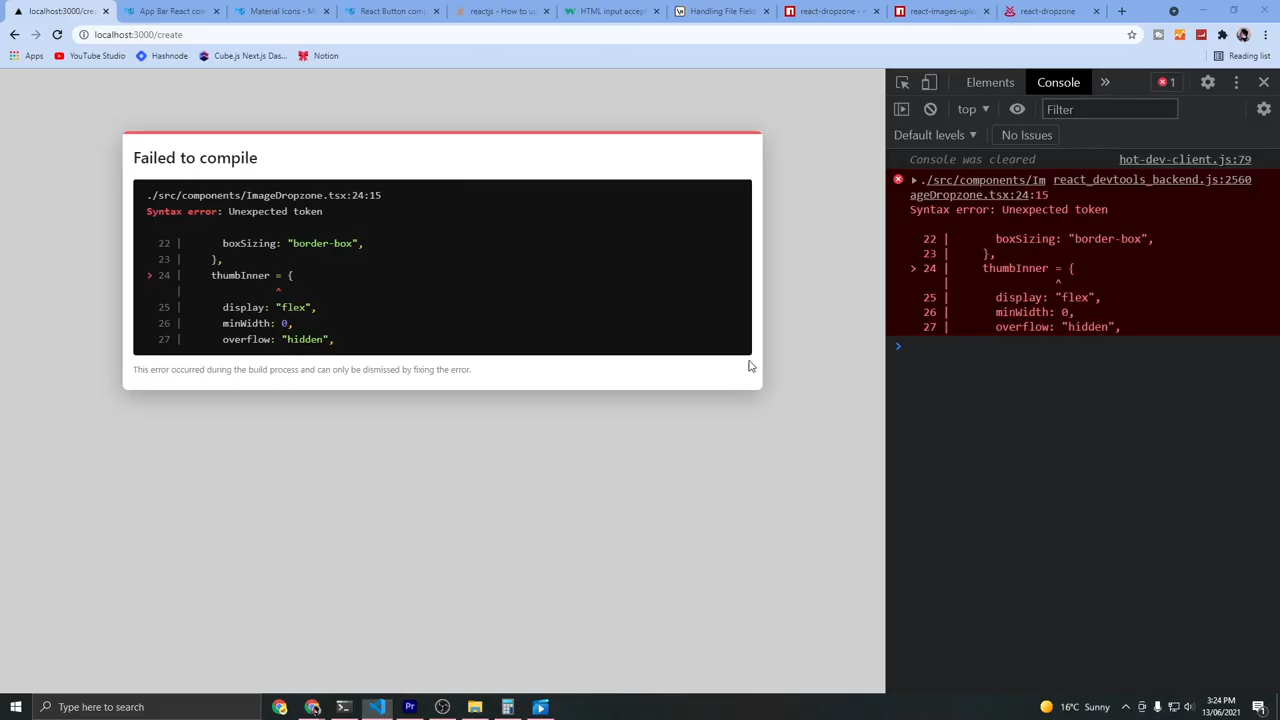 localhost:3000/create
App Bar React com
Material Icons - M
React Button com
reactjs - How to up
HTML input accep
Handling File Field
react-dropzone - n
react-images-uplo
react-dropzone
localhost:3000/create
Apps
YouTube Studio
Hashnode
Cube.js Next.js Das...
Notion
Reading list
Elements
Console
1
top
Filter
Default levels
No Issues
Console was cleared
hot-dev-client.js:79
./src/components/Im react_devtools_backend.js:2560
ageDropzone.tsx:24:15
Syntax error: Unexpected token
22 | boxSizing: "border-box",
23 | },
> 24 | thumbInner = {
| ^
25 | display: "flex",
26 | minWidth: 0,
27 | overflow: "hidden",
Failed to compile
./src/components/ImageDropzone.tsx:24:15
Syntax error: Unexpected token
22 | boxSizing: "border-box",
23 | },
> 24 | thumbInner = {
| ^
25 | display: "flex",
26 | minWidth: 0,
27 | overflow: "hidden",
This error occurred during the build process and can only be dismissed by fixing the error.
Type here to search
Pr
16°C Sunny
3:24 PM
13/06/2021